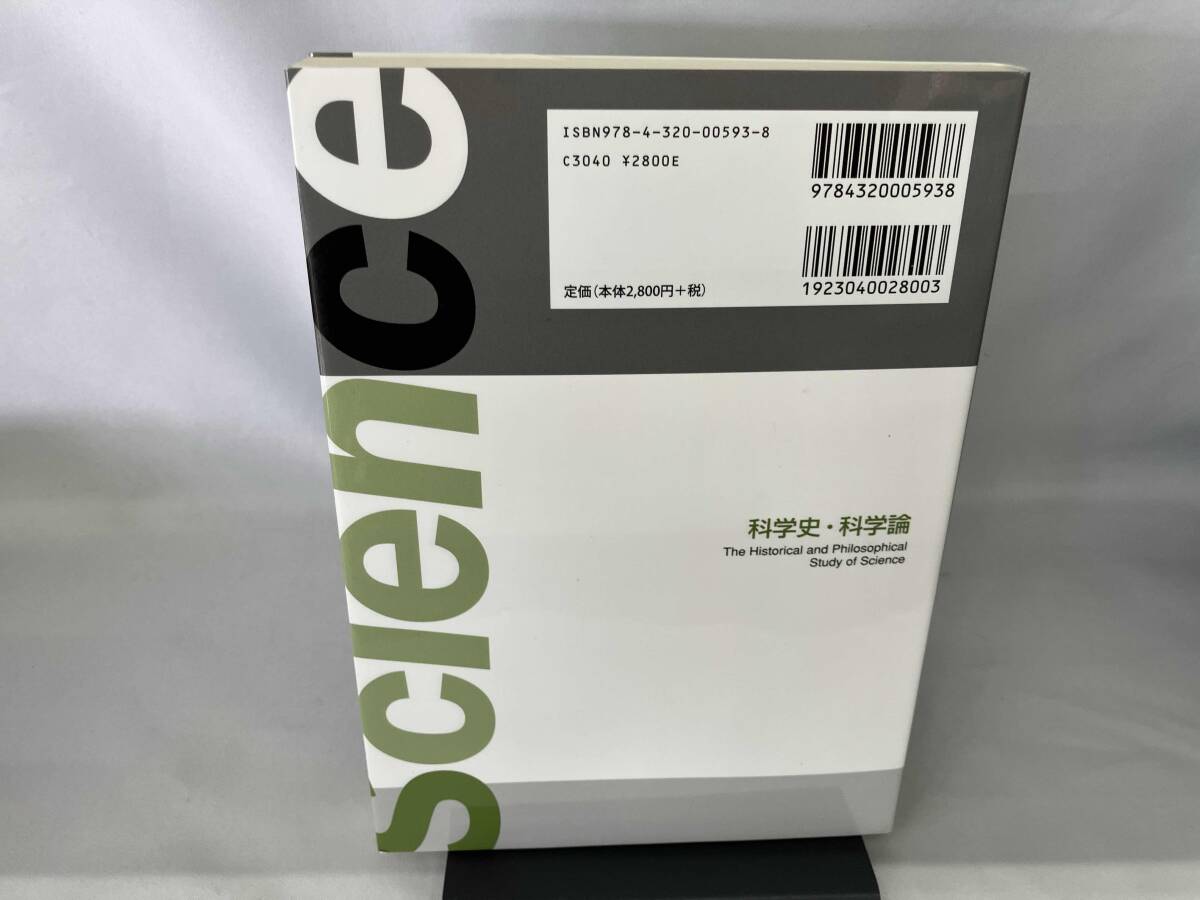 ISBN978-4-320-00593-8
C3040 ¥2800E
9784320005938
1923040028003
定価(本体2,800円+税)
科学史・科学論
The Historical and Philosophical
Study of Science
Science